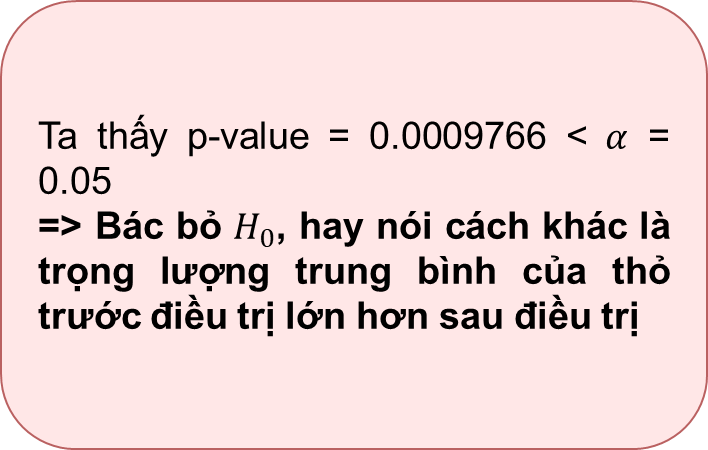 Ta thấy p-value = 0.0009766 < 𝛼 =
0.05
=> Bác bỏ 𝐻₀, hay nói cách khác là
trọng lượng trung bình của thỏ
trước điều trị lớn hơn sau điều trị